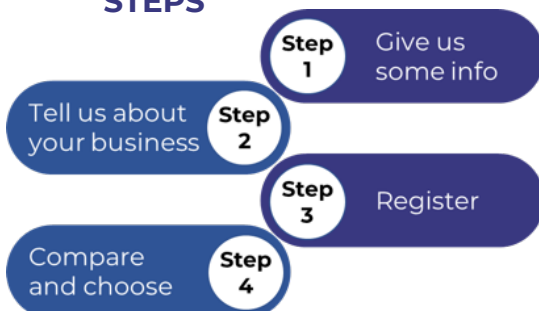 STEPS
Step
1
Give us
some info
Tell us about
your business
Step
2
Step
3
Register
Compare
and choose
Step
4